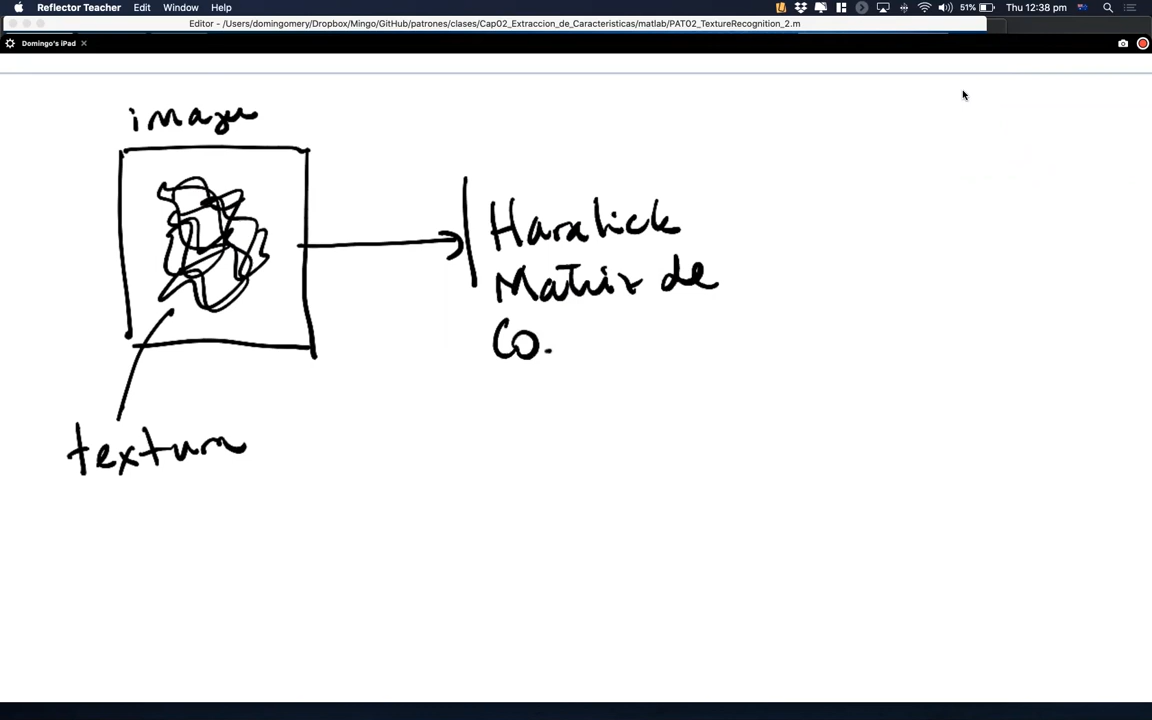 Reflector Teacher Edit Window Help 51% Thu 12:38 pm
Editor - /Users/domingomery/Dropbox/Mingo/GitHub/patrones/clases/Cap02_Extraccion_de_Caracteristicas/matlab/PAT02_TextureRecognition_2.m
Domingo's iPad
imagen
Haralick
Matriz de
Co.
textura